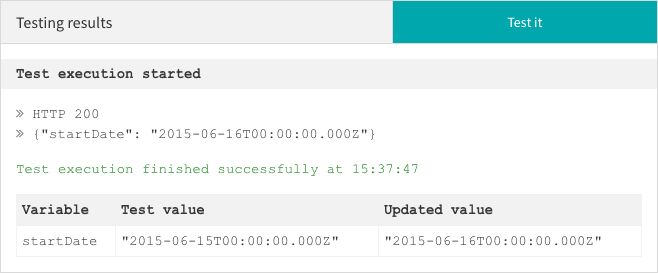 Testing results
Test it
Test execution started
» HTTP 200
» {"startDate": "2015-06-16T00:00:00.000Z"}
Test execution finished successfully at 15:37:47
Variable Test value Updated value
startDate "2015-06-15T00:00:00.000Z" "2015-06-16T00:00:00.000Z"